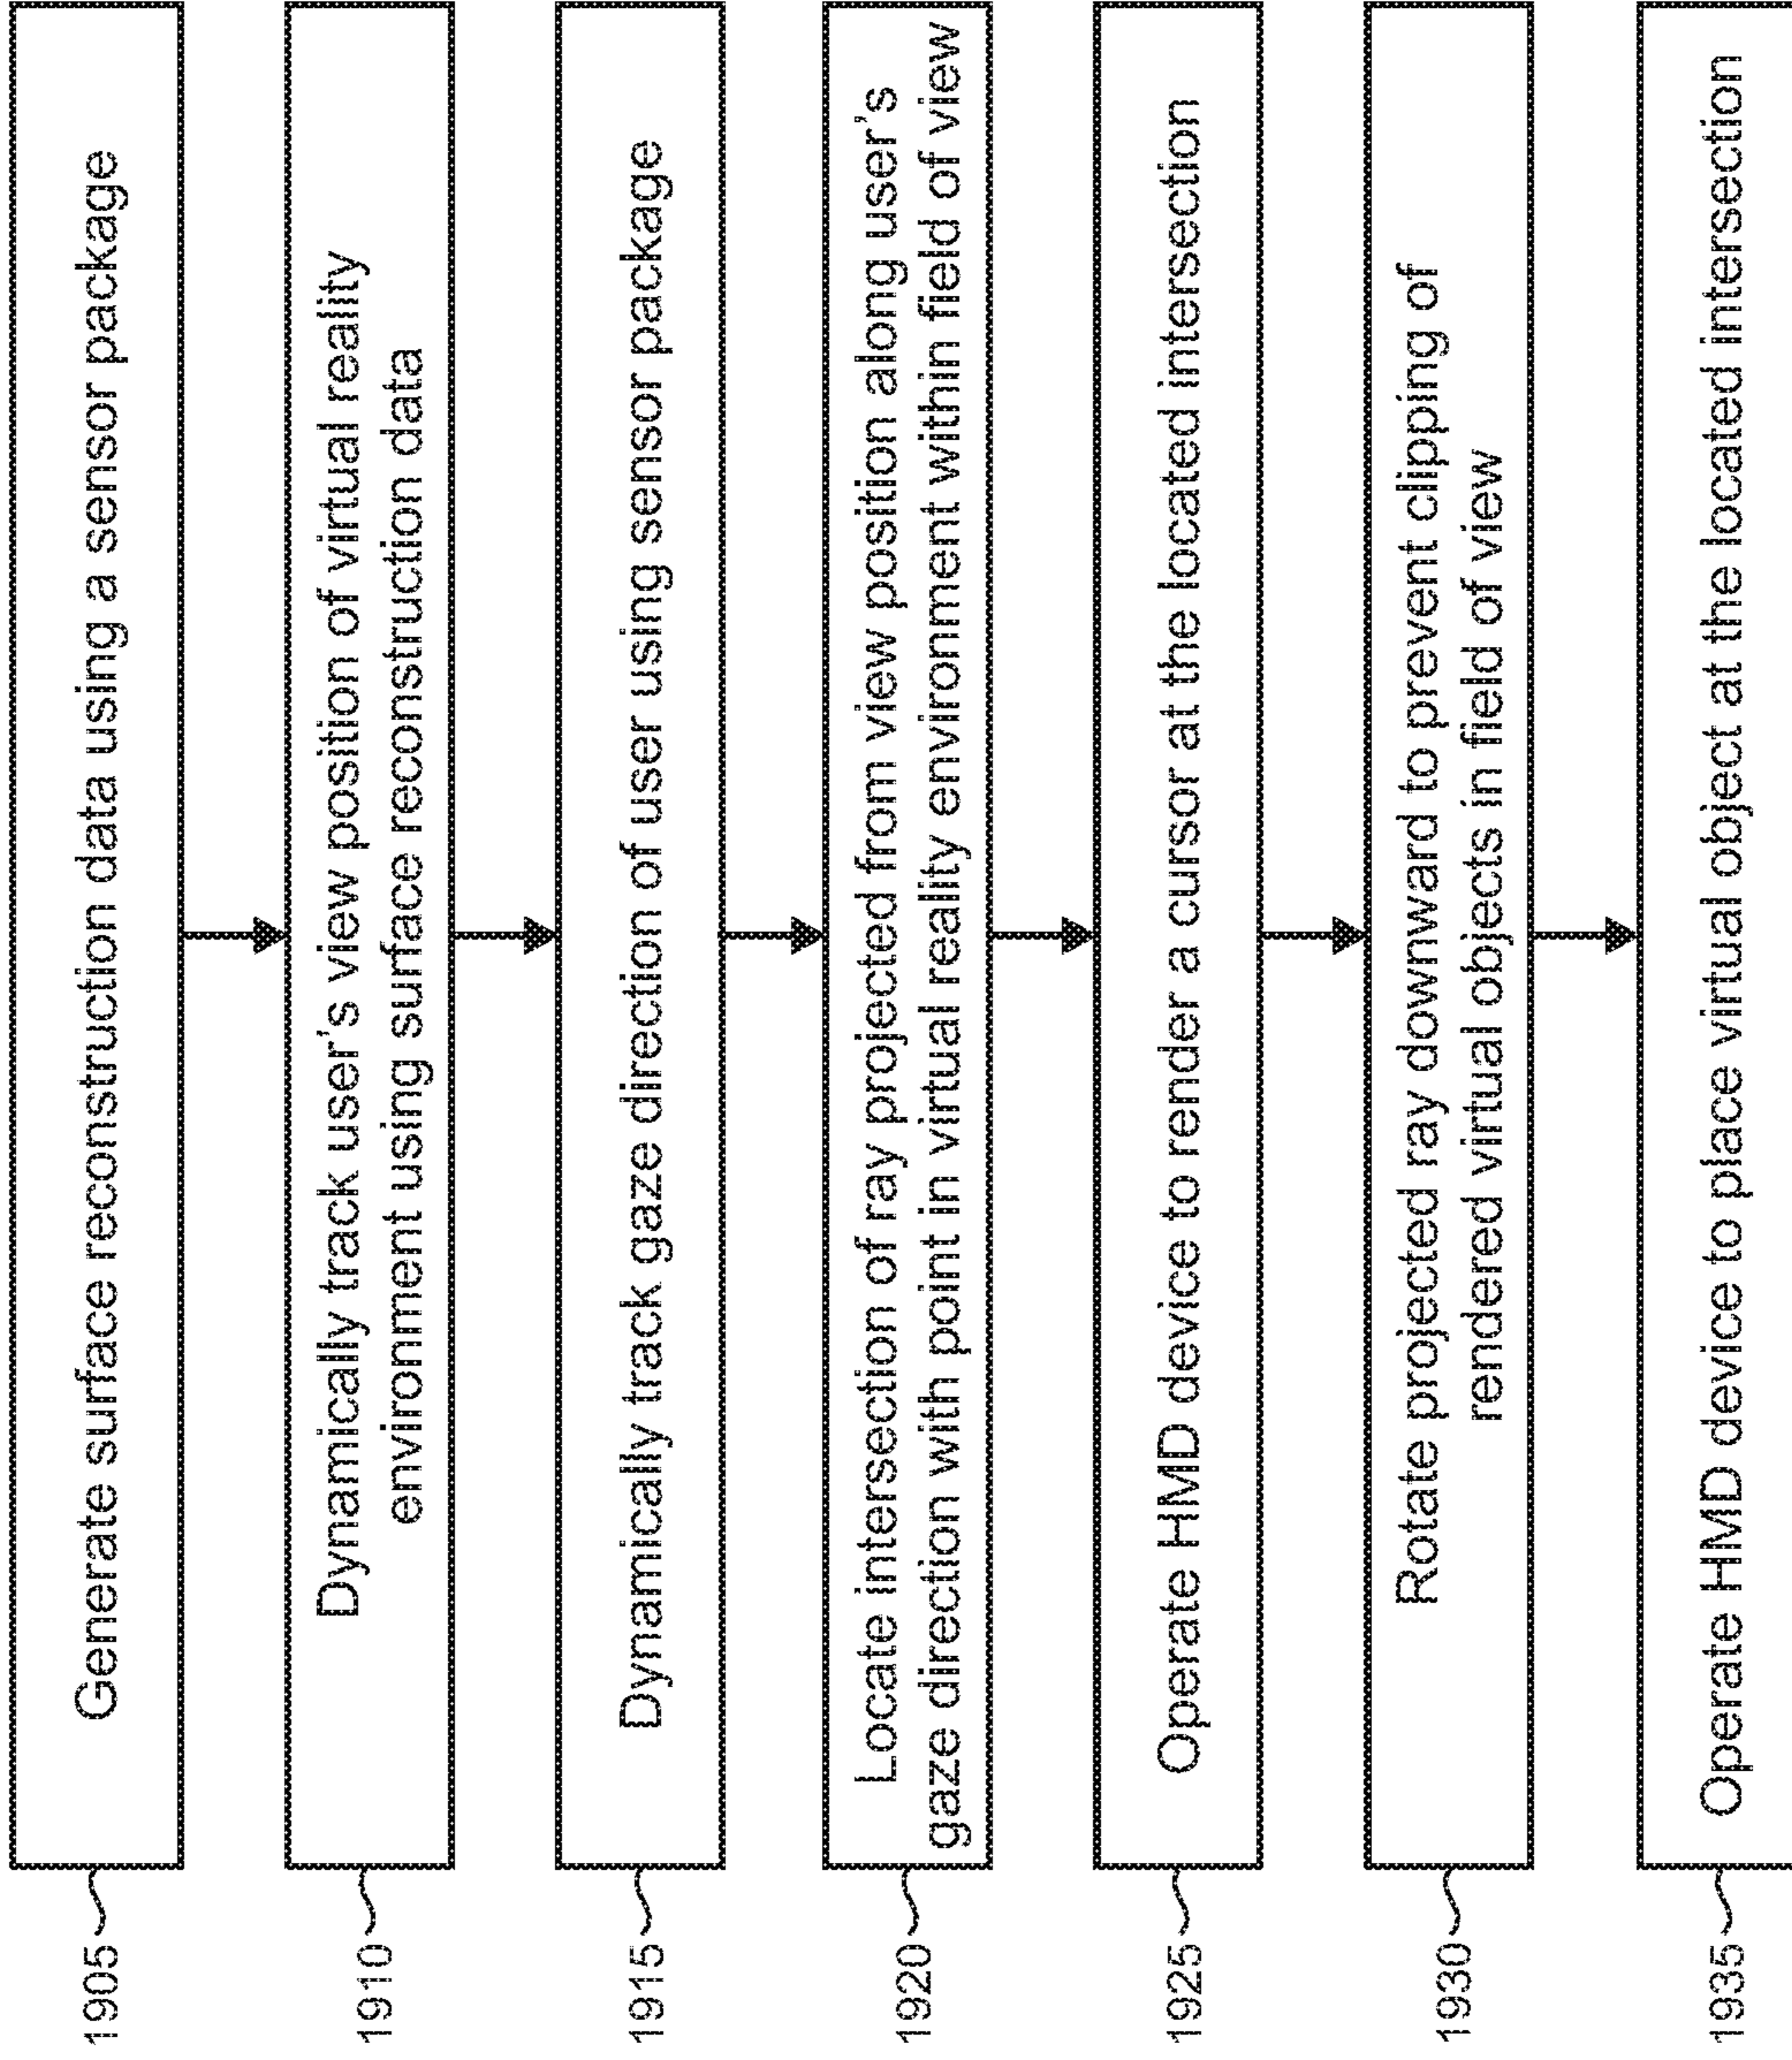 1905
Generate surface reconstruction data using a sensor package
1910
Dynamically track user's view position of virtual reality
environment using surface reconstruction data
1915
Dynamically track gaze direction of user using sensor package
1920
Locate intersection of ray projected from view position along user's
gaze direction with point in virtual reality environment within field of view
1925
Operate HMD device to render a cursor at the located intersection
1930
Rotate projected ray downward to prevent clipping of
rendered virtual objects in field of view
1935
Operate HMD device to place virtual object at the located intersection